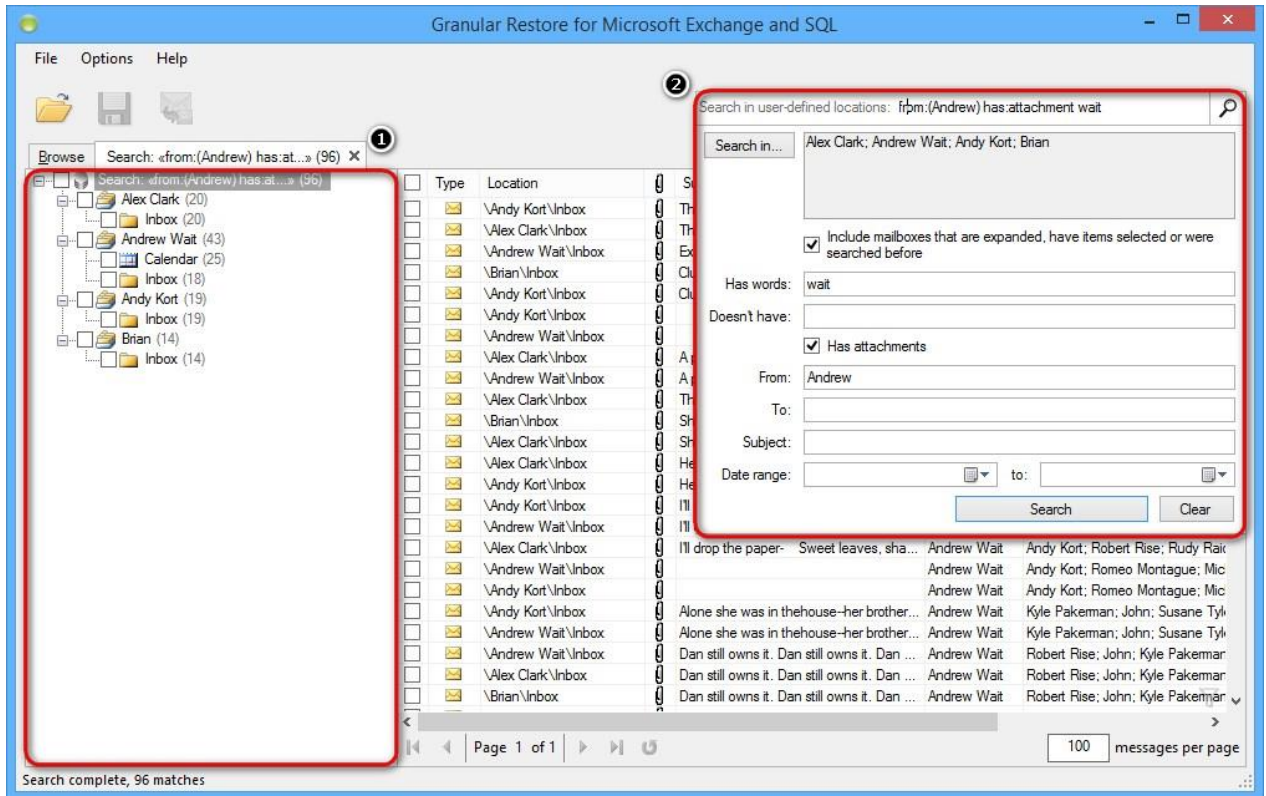 Granular Restore for Microsoft Exchange and SQL
File Options Help
❷
Search in user-defined locations: from:(Andrew) has:attachment wait
❶
Browse Search: «from:(Andrew) has:at...» (96)
Search in... Alex Clark; Andrew Wait; Andy Kort; Brian
Include mailboxes that are expanded, have items selected or were
searched before
Has words: wait
Doesn't have:
Has attachments
From: Andrew
To:
Subject:
Date range: to:
Search Clear
Search: «from:(Andrew) has:at...» (96)
Alex Clark (20)
Inbox (20)
Andrew Wait (43)
Calendar (25)
Inbox (18)
Andy Kort (19)
Inbox (19)
Brian (14)
Inbox (14)
Type Location
\Andy Kort\Inbox Th
\Alex Clark\Inbox Th
\Andrew Wait\Inbox Ex
\Brian\Inbox Clu
\Andy Kort\Inbox Clu
\Andy Kort\Inbox
\Andrew Wait\Inbox
\Alex Clark\Inbox A
\Andrew Wait\Inbox A
\Alex Clark\Inbox Th
\Brian\Inbox Sh
\Alex Clark\Inbox Sh
\Alex Clark\Inbox He
\Andy Kort\Inbox He
\Andy Kort\Inbox I'll
\Andrew Wait\Inbox I'll
\Alex Clark\Inbox I'll drop the paper- Sweet leaves, sha... Andrew Wait Andy Kort; Robert Rise; Rudy Raic
\Andrew Wait\Inbox Andrew Wait Andy Kort; Romeo Montague; Mic
\Andy Kort\Inbox Andrew Wait Andy Kort; Romeo Montague; Mic
\Andy Kort\Inbox Alone she was in thehouse--her brother... Andrew Wait Kyle Pakerman; John; Susane Tyl
\Andrew Wait\Inbox Alone she was in thehouse--her brother... Andrew Wait Kyle Pakerman; John; Susane Tyl
\Andrew Wait\Inbox Dan still owns it. Dan still owns it. Dan ... Andrew Wait Robert Rise; John; Kyle Pakerman
\Alex Clark\Inbox Dan still owns it. Dan still owns it. Dan ... Andrew Wait Robert Rise; John; Kyle Pakerman
\Brian\Inbox Dan still owns it. Dan still owns it. Dan ... Andrew Wait Robert Rise; John; Kyle Pakerman
Page 1 of 1 100 messages per page
Search complete, 96 matches